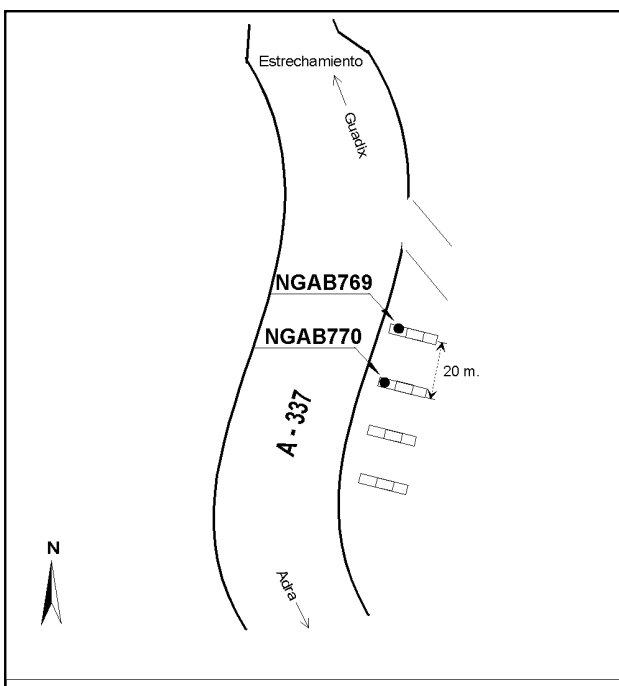 Estrechamiento
Guadix
NGAB769
NGAB770
20 m.
A - 337
N
Adra